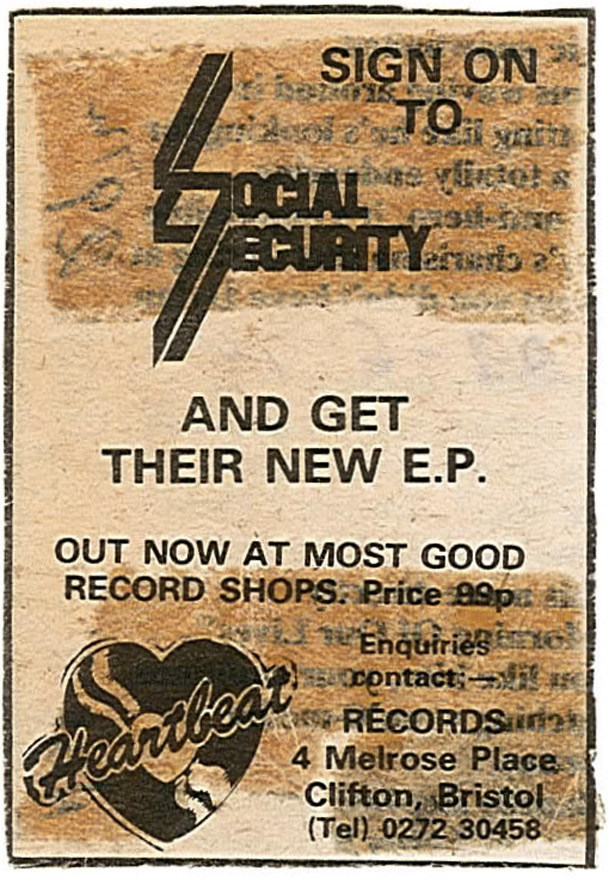 SIGN ON
TO
SOCIAL
SECURITY
AND GET
THEIR NEW E.P.
OUT NOW AT MOST GOOD
RECORD SHOPS. Price 99p
Heartbeat
Enquiries
contact:—
RECORDS
4 Melrose Place
Clifton, Bristol
(Tel) 0272 30458